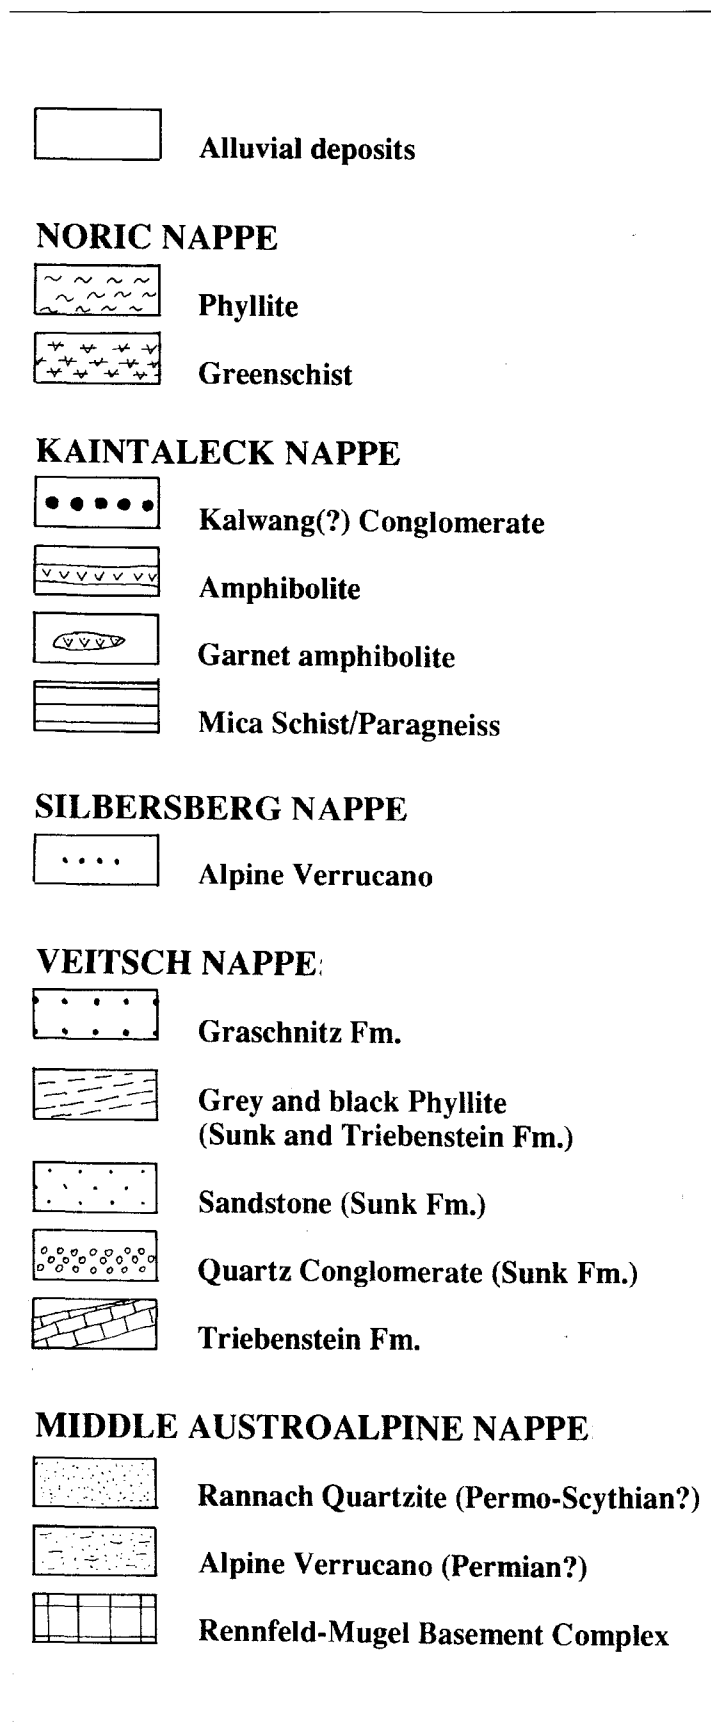 Alluvial deposits
NORIC NAPPE
Phyllite
Greenschist
KAINTALECK NAPPE
Kalwang(?) Conglomerate
Amphibolite
Garnet amphibolite
Mica Schist/Paragneiss
SILBERSBERG NAPPE
Alpine Verrucano
VEITSCH NAPPE
Graschnitz Fm.
Grey and black Phyllite
(Sunk and Triebenstein Fm.)
Sandstone (Sunk Fm.)
Quartz Conglomerate (Sunk Fm.)
Triebenstein Fm.
MIDDLE AUSTROALPINE NAPPE
Rannach Quartzite (Permo-Scythian?)
Alpine Verrucano (Permian?)
Rennfeld-Mugel Basement Complex